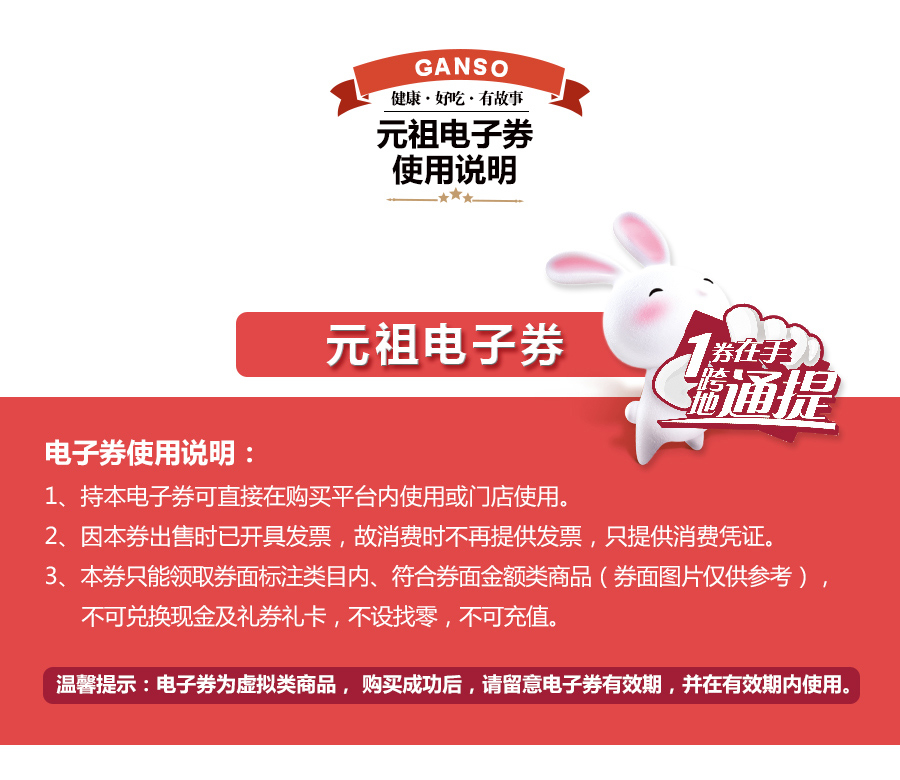 GANSO
健康·好吃·有故事
元祖电子券
使用说明
元祖电子券
1券在手
跨地通提
电子券使用说明：
1、持本电子券可直接在购买平台内使用或门店使用。
2、因本券出售时已开具发票，故消费时不再提供发票，只提供消费凭证。
3、本券只能领取券面标注类目内、符合券面金额类商品（券面图片仅供参考），
不可兑换现金及礼券礼卡，不设找零，不可充值。
温馨提示：电子券为虚拟类商品， 购买成功后，请留意电子券有效期，并在有效期内使用。